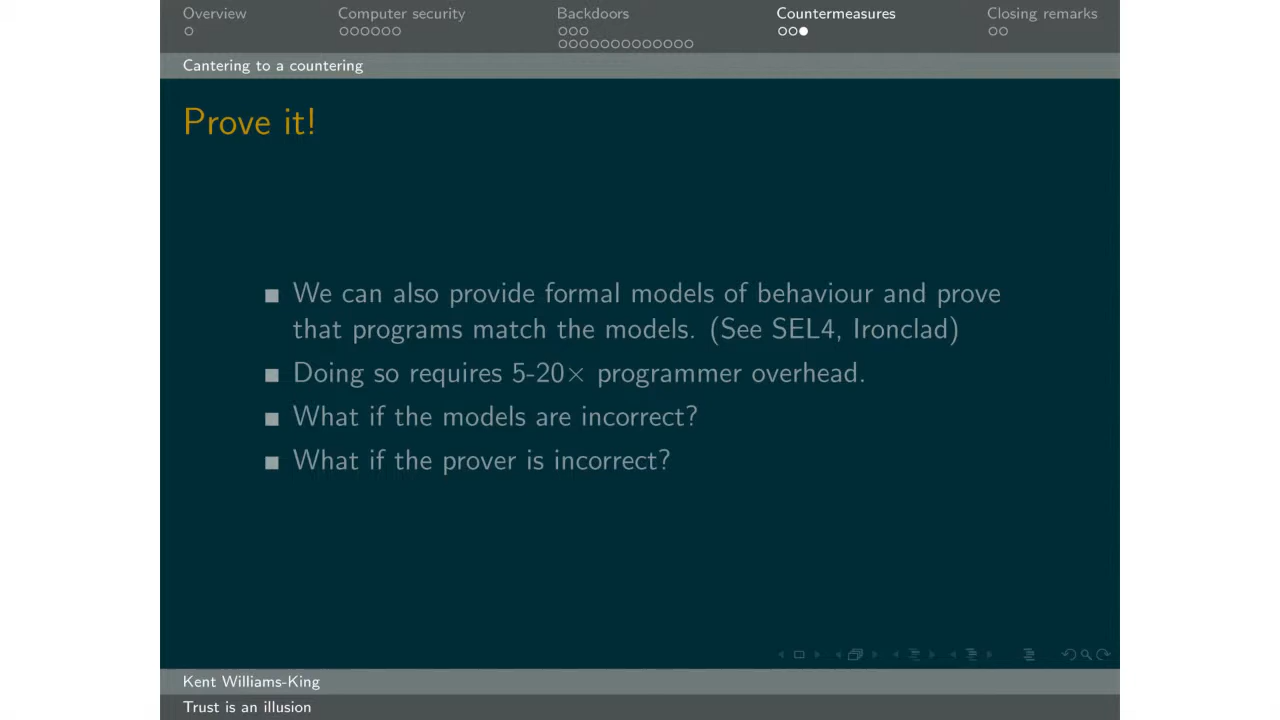 Overview
Computer security
Backdoors
Countermeasures
Closing remarks
Cantering to a countering
Prove it!
We can also provide formal models of behaviour and prove
that programs match the models. (See SEL4, Ironclad)
Doing so requires 5-20× programmer overhead.
What if the models are incorrect?
What if the prover is incorrect?
Kent Williams-King
Trust is an illusion